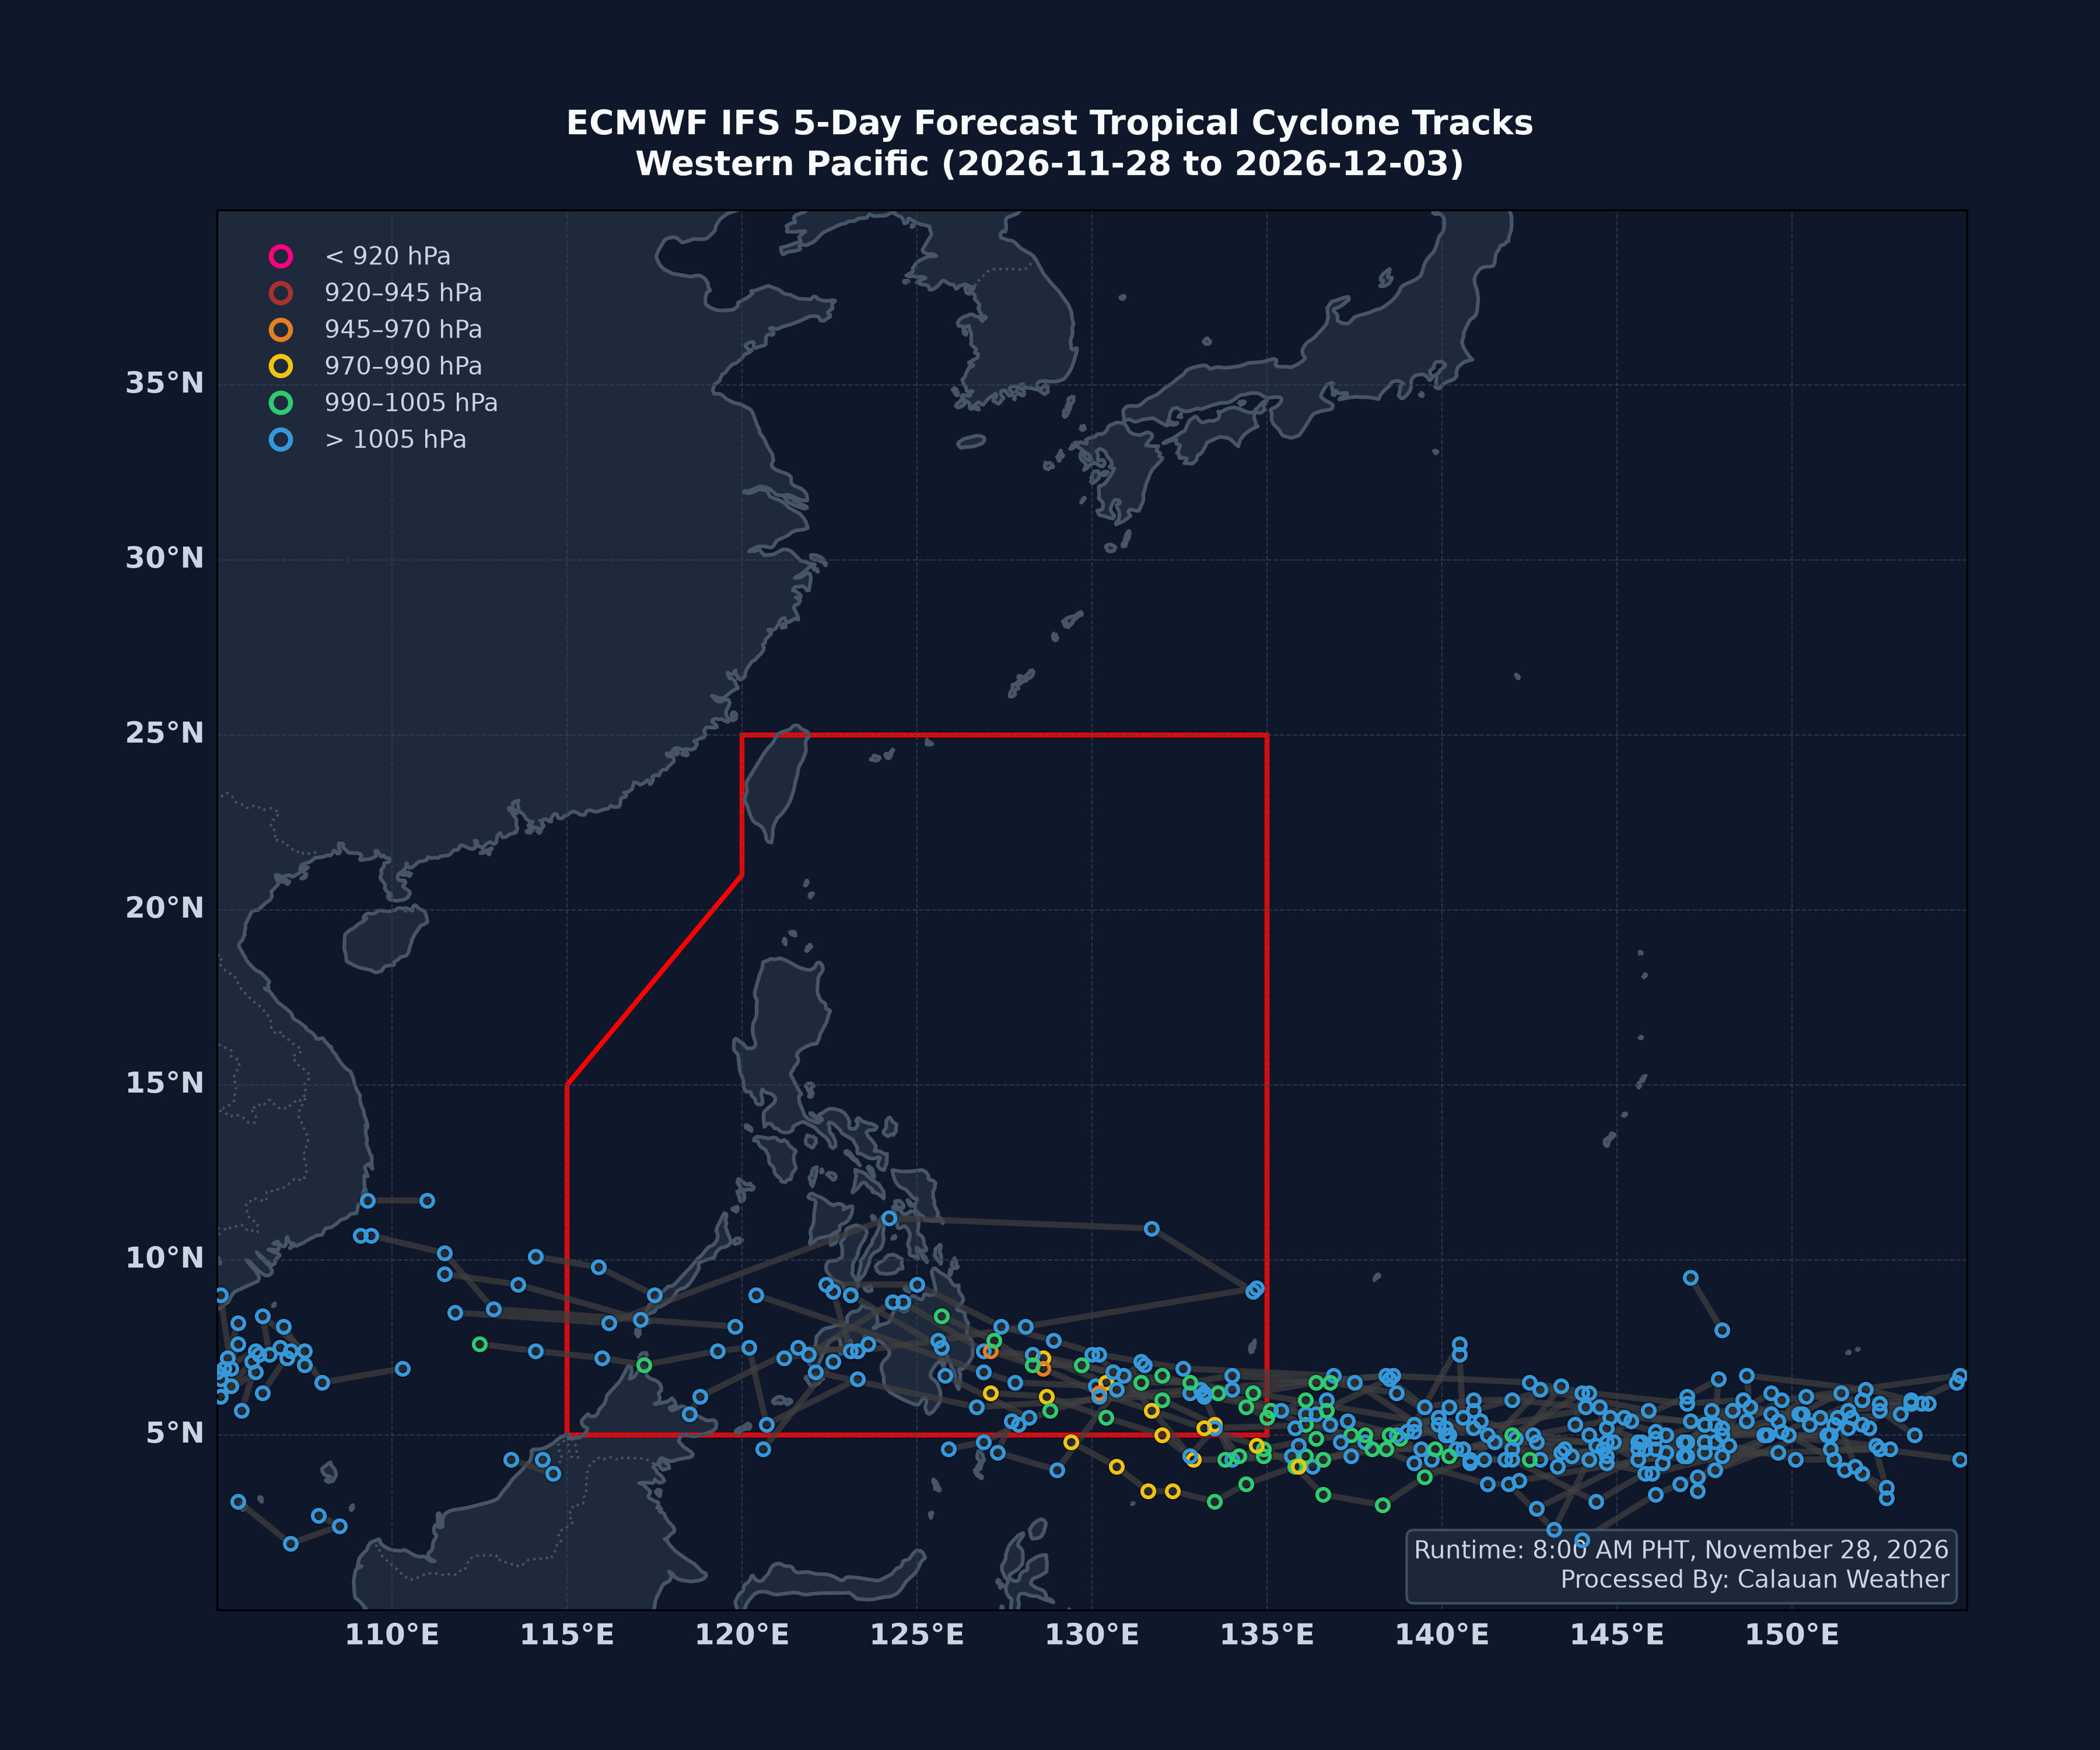 ECMWF IFS 5-Day Forecast Tropical Cyclone Tracks
Western Pacific (2026-11-28 to 2026-12-03)
< 920 hPa
920–945 hPa
945–970 hPa
970–990 hPa
990–1005 hPa
> 1005 hPa
35°N
30°N
25°N
20°N
15°N
10°N
5°N
Runtime: 8:00 AM PHT, November 28, 2026
Processed By: Calauan Weather
110°E 115°E 120°E 125°E 130°E 135°E 140°E 145°E 150°E